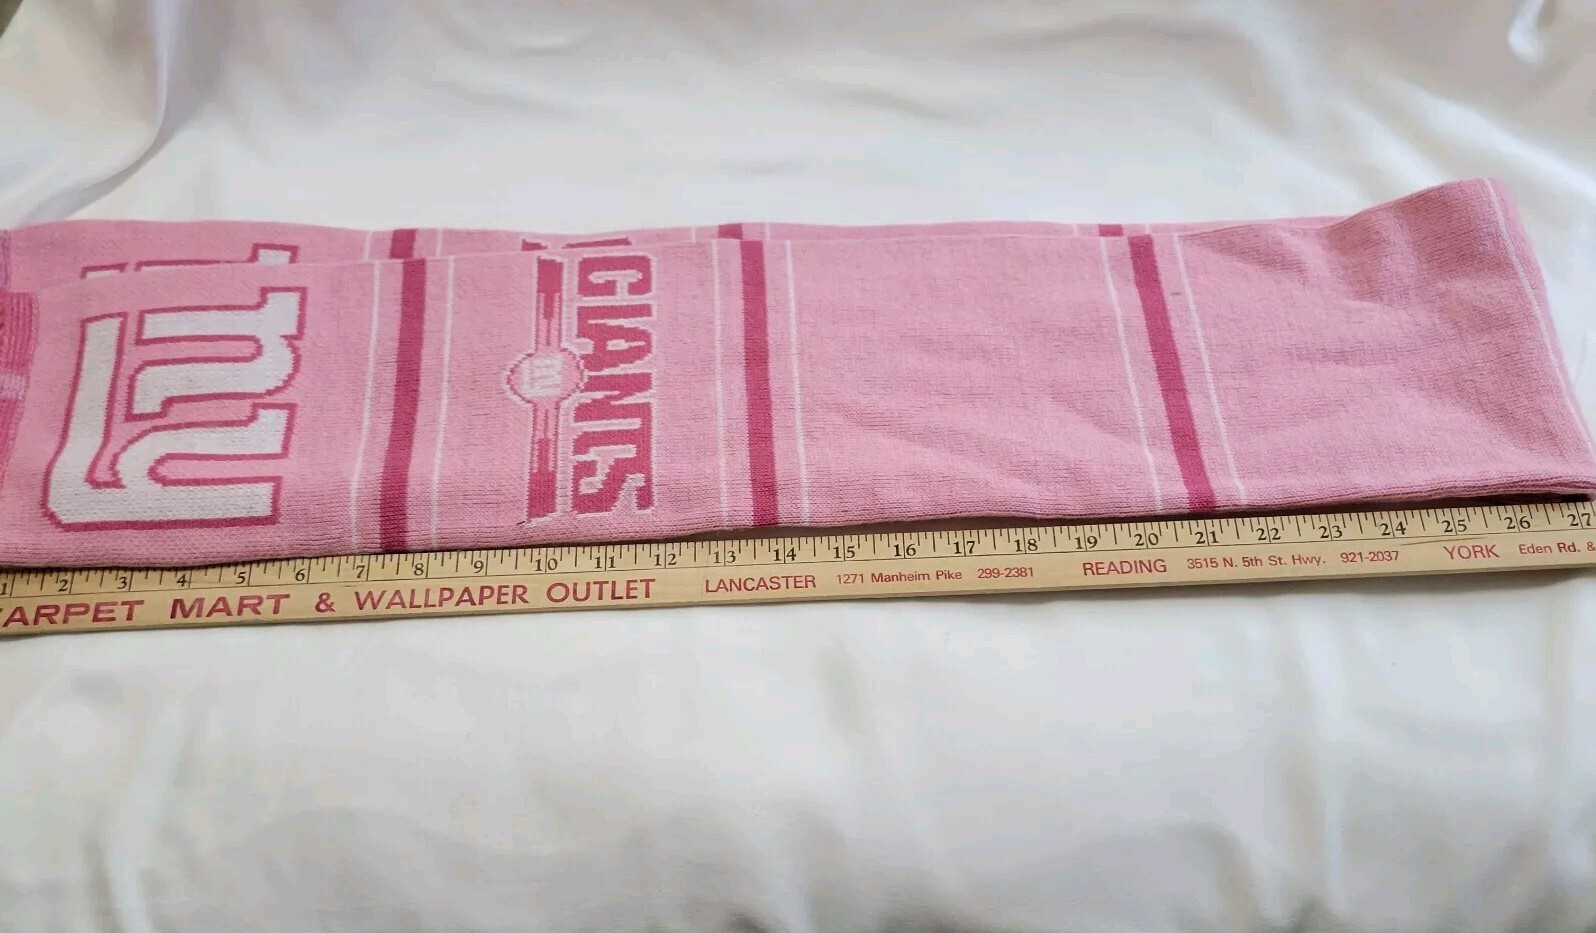 ny
GIANTS
ny
1 2 3 4 5 6 7 8 9 10 11 12 13 14 15 16 17 18 19 20 21 22 23 24 25 26 27
ARPET MART & WALLPAPER OUTLET LANCASTER 1271 Manheim Pike 299-2381 READING 3515 N. 5th St. Hwy. 921-2037 YORK Eden Rd. &